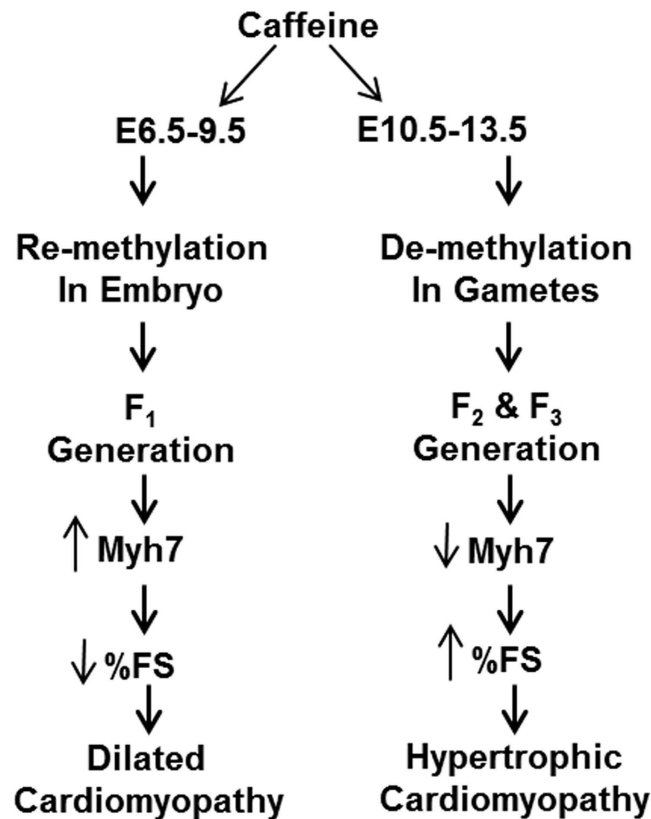 Caffeine
E6.5-9.5
E10.5-13.5
Re-methylation
In Embryo
De-methylation
In Gametes
F₁
Generation
F₂ & F₃
Generation
↑ Myh7
↓ Myh7
↓ %FS
↑ %FS
Dilated
Cardiomyopathy
Hypertrophic
Cardiomyopathy